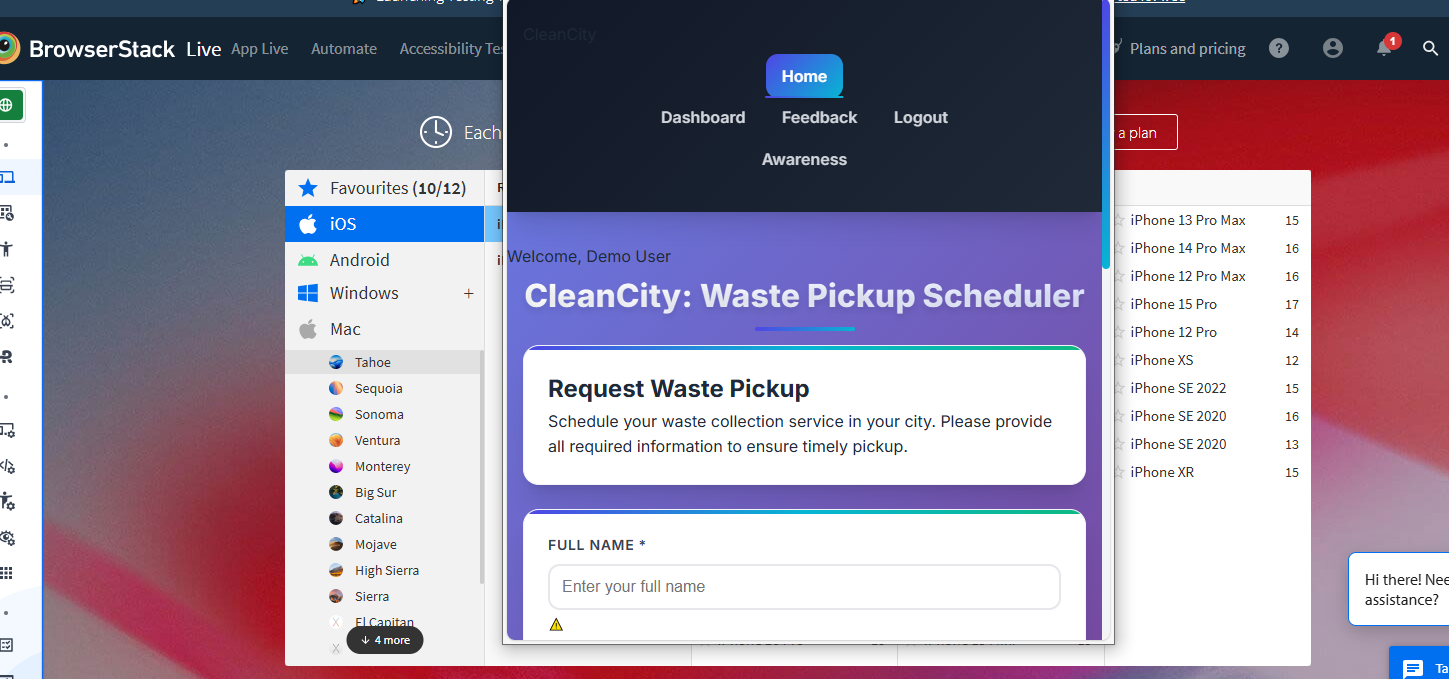 BrowserStack Live App Live Automate Accessibility Tes
Plans and pricing
1
Each
a plan
Favourites (10/12)
iOS
Android
Windows +
Mac
Tahoe
Sequoia
Sonoma
Ventura
Monterey
Big Sur
Catalina
Mojave
High Sierra
Sierra
El Capitan
4 more
CleanCity
Home
Dashboard Feedback Logout
Awareness
Welcome, Demo User
CleanCity: Waste Pickup Scheduler
Request Waste Pickup
Schedule your waste collection service in your city. Please provide
all required information to ensure timely pickup.
FULL NAME *
Enter your full name
iPhone 13 Pro Max 15
iPhone 14 Pro Max 16
iPhone 12 Pro Max 16
iPhone 15 Pro 17
iPhone 12 Pro 14
iPhone XS 12
iPhone SE 2022 15
iPhone SE 2020 16
iPhone SE 2020 13
iPhone XR 15
Hi there! Nee
assistance?
Ta